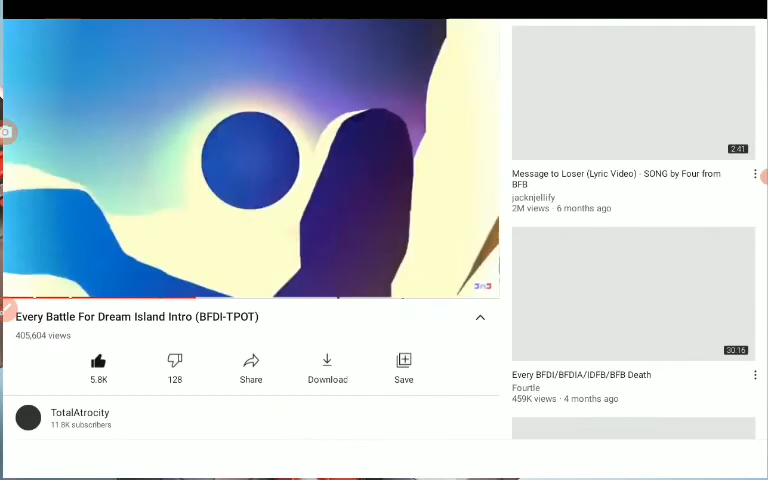 2:41
Message to Loser (Lyric Video) · SONG by Four from
BFB
jacknjellify
2M views · 6 months ago
Every Battle For Dream Island Intro (BFDI-TPOT)
405,604 views
5.8K
128
Share
Download
Save
TotalAtrocity
11.8K subscribers
30:16
Every BFDI/BFDIA/IDFB/BFB Death
Fourtle
459K views · 4 months ago